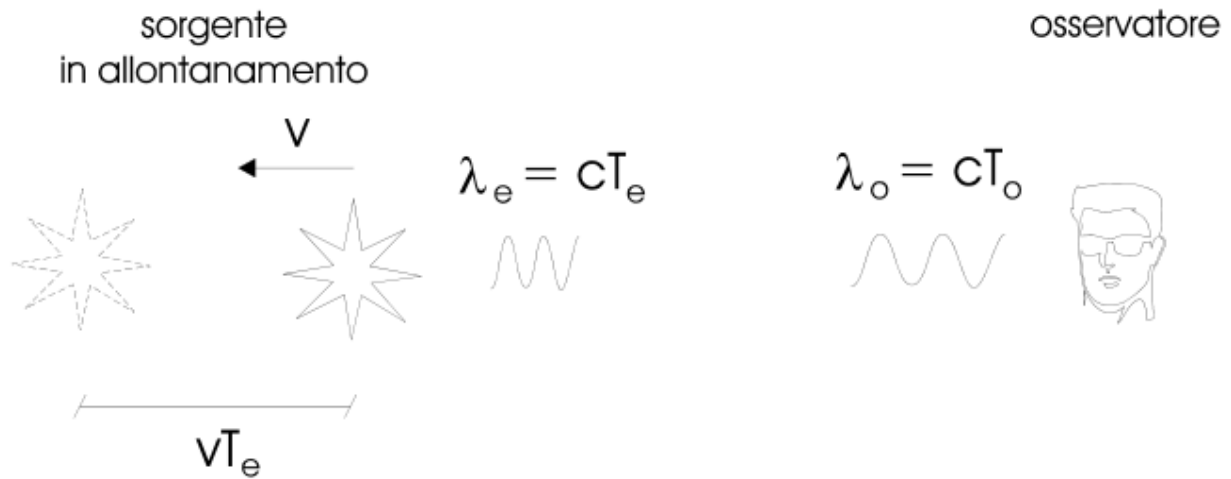 sorgente
in allontanamento
osservatore
v
λₑ = cTₑ
λₒ = cTₒ
vTₑ